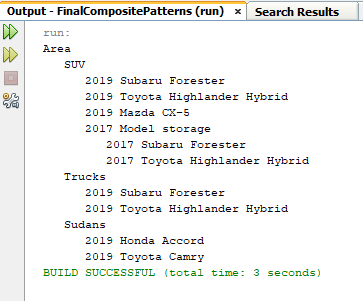 Output - FinalCompositePatterns (run) × Search Results
run:
Area
SUV
2019 Subaru Forester
2019 Toyota Highlander Hybrid
2019 Mazda CX-5
2017 Model storage
2017 Subaru Forester
2017 Toyota Highlander Hybrid
Trucks
2019 Subaru Forester
2019 Toyota Highlander Hybrid
Sudans
2019 Honda Accord
2019 Toyota Camry
BUILD SUCCESSFUL (total time: 3 seconds)